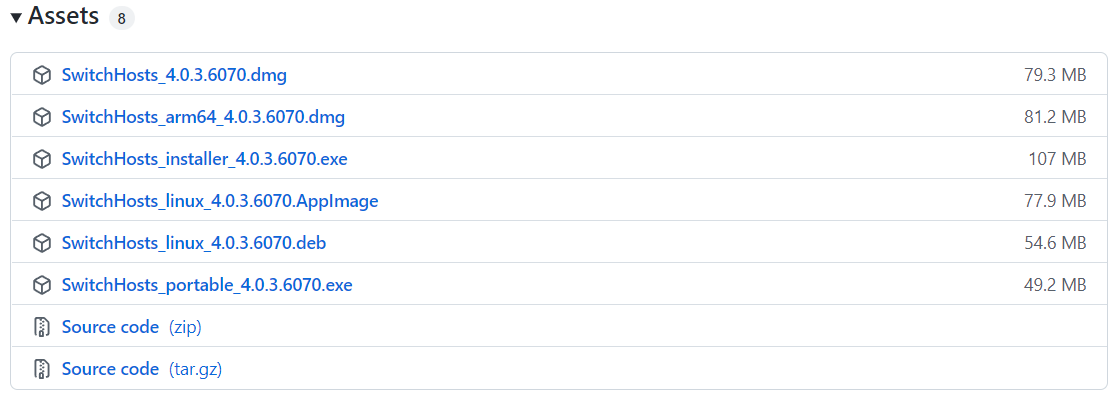 Assets 8
SwitchHosts_4.0.3.6070.dmg 79.3 MB
SwitchHosts_arm64_4.0.3.6070.dmg 81.2 MB
SwitchHosts_installer_4.0.3.6070.exe 107 MB
SwitchHosts_linux_4.0.3.6070.AppImage 77.9 MB
SwitchHosts_linux_4.0.3.6070.deb 54.6 MB
SwitchHosts_portable_4.0.3.6070.exe 49.2 MB
Source code (zip)
Source code (tar.gz)